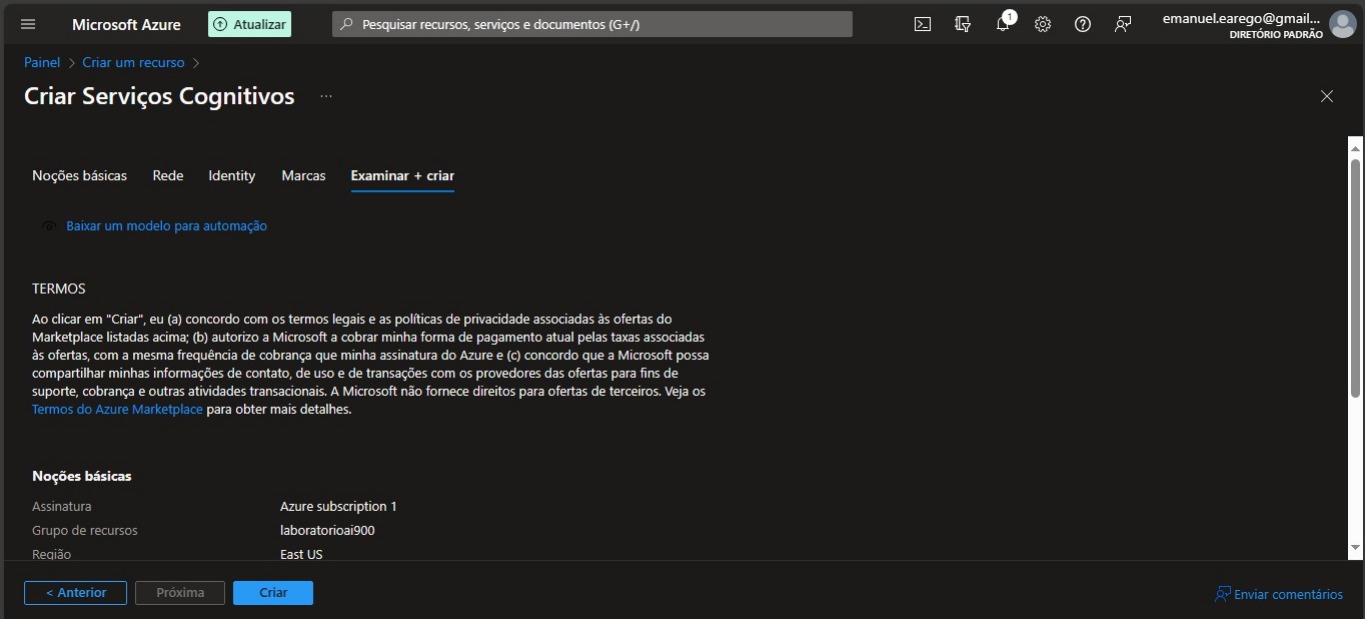 Microsoft Azure
Atualizar
Pesquisar recursos, serviços e documentos (G+/)
1
emanuel.earego@gmail...
DIRETÓRIO PADRÃO
Painel > Criar um recurso >
Criar Serviços Cognitivos ...
Noções básicas Rede Identity Marcas Examinar + criar
Baixar um modelo para automação
TERMOS
Ao clicar em "Criar", eu (a) concordo com os termos legais e as políticas de privacidade associadas às ofertas do
Marketplace listadas acima; (b) autorizo a Microsoft a cobrar minha forma de pagamento atual pelas taxas associadas
às ofertas, com a mesma frequência de cobrança que minha assinatura do Azure e (c) concordo que a Microsoft possa
compartilhar minhas informações de contato, de uso e de transações com os provedores das ofertas para fins de
suporte, cobrança e outras atividades transacionais. A Microsoft não fornece direitos para ofertas de terceiros. Veja os
Termos do Azure Marketplace para obter mais detalhes.
Noções básicas
Assinatura Azure subscription 1
Grupo de recursos laboratorioai900
Região East US
< Anterior Próxima Criar Enviar comentários